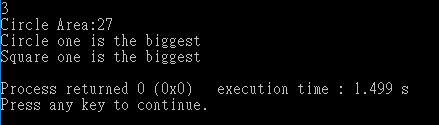 3
Circle Area:27
Circle one is the biggest
Square one is the biggest
Process returned 0 (0x0)   execution time : 1.499 s
Press any key to continue.